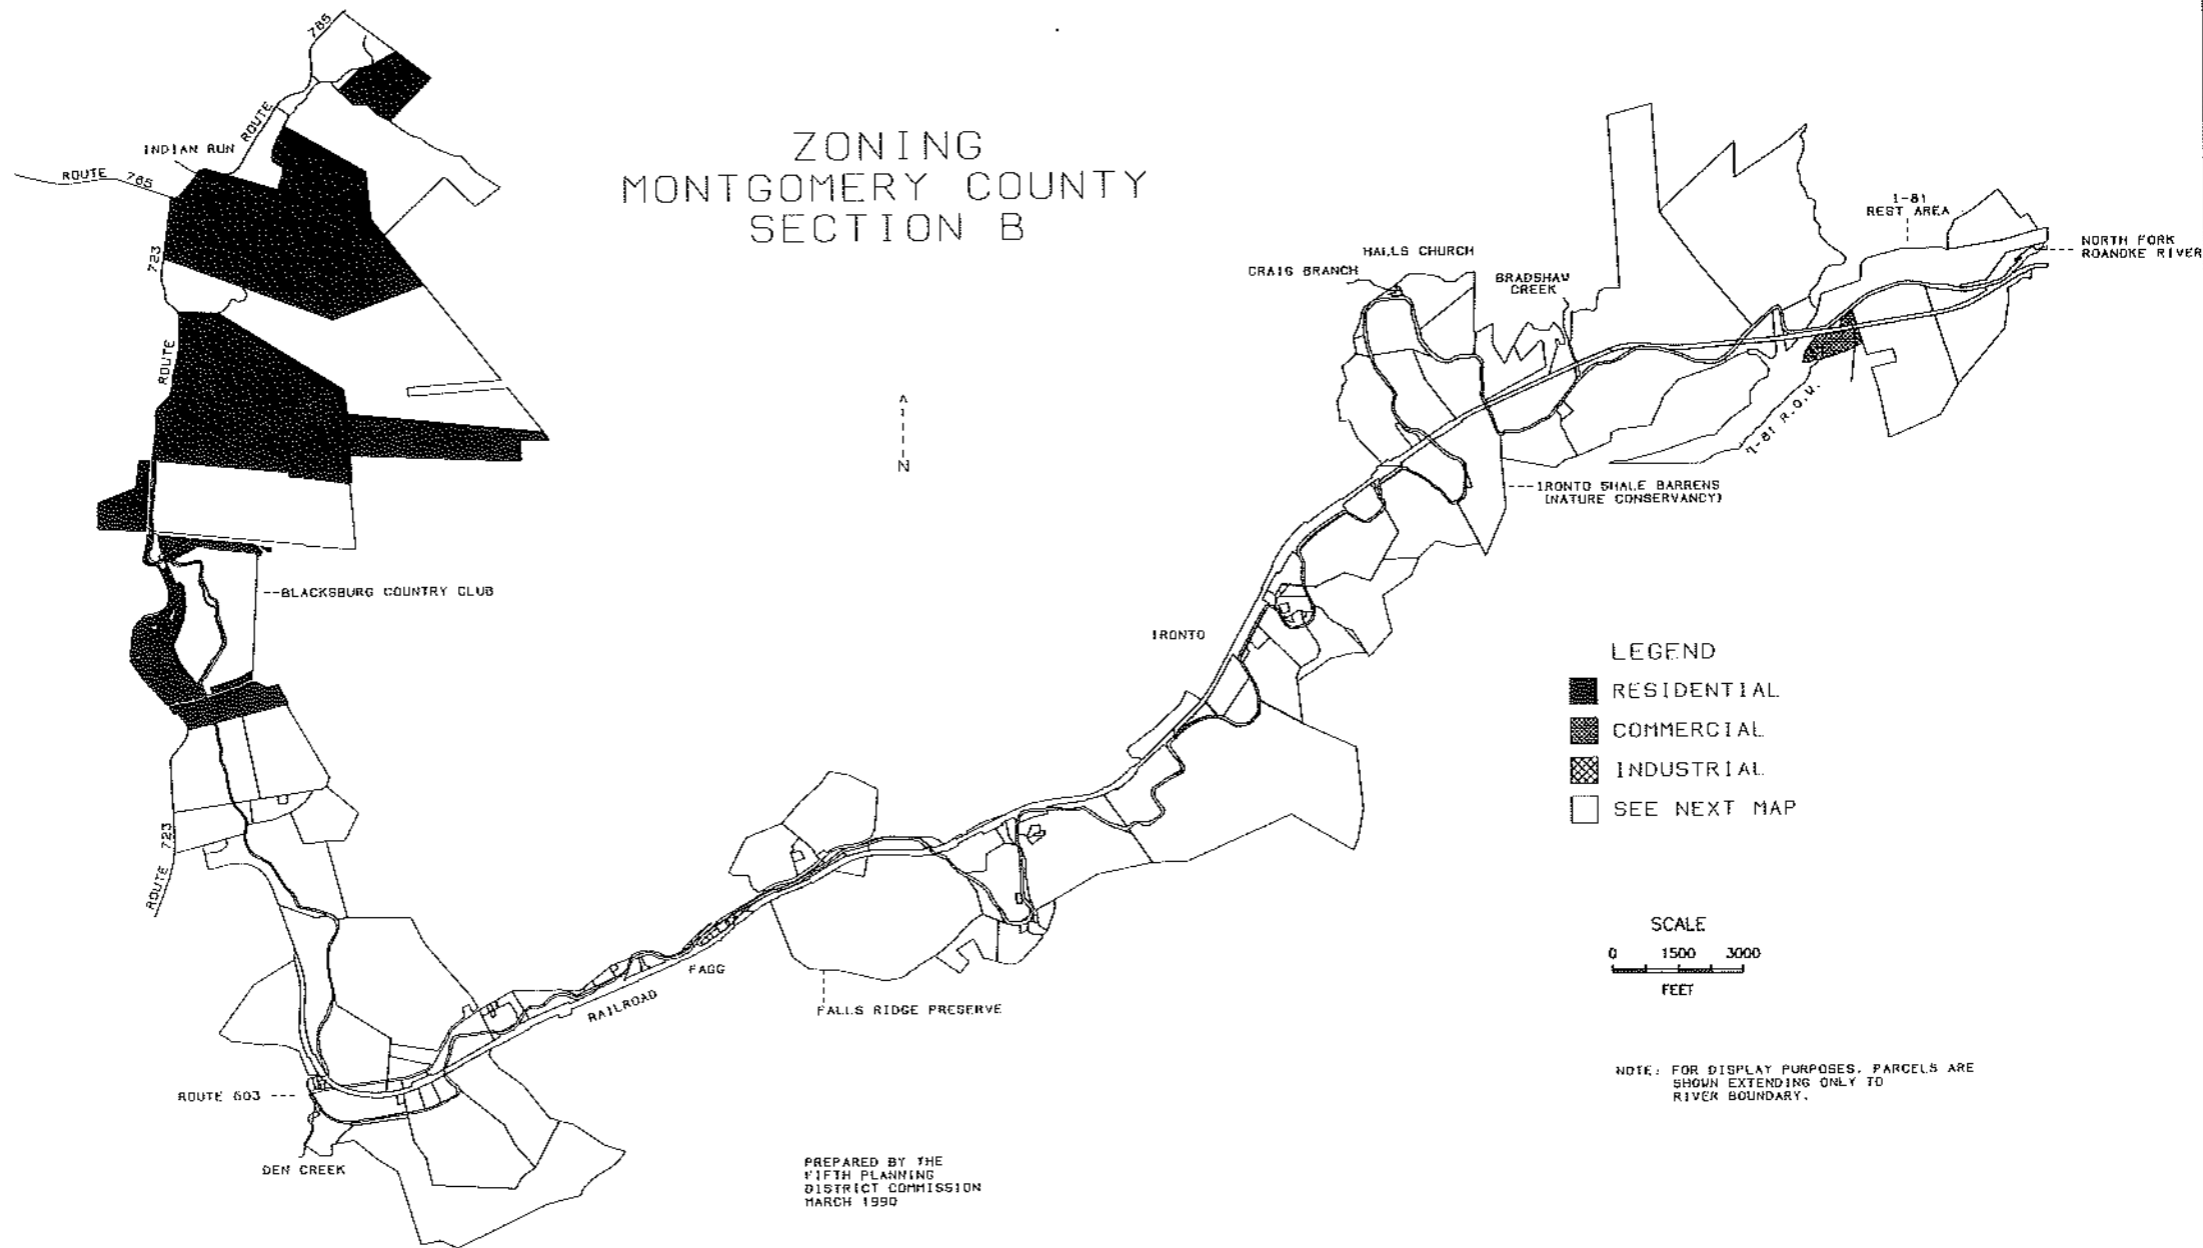 ZONING
MONTGOMERY COUNTY
SECTION B
785
ROUTE
INDIAN RUN
ROUTE 785
723
ROUTE
BLACKSBURG COUNTRY CLUB
723
ROUTE
ROUTE 603
DEN CREEK
RAILROAD
FAGG
FALLS RIDGE PRESERVE
IRONTO
HALLS CHURCH
CRAIG BRANCH
BRADSHAW
CREEK
I-81
REST AREA
NORTH FORK
ROANOKE RIVER
I-81 R.O.W.
IRONTO SHALE BARRENS
(NATURE CONSERVANCY)
N
LEGEND
RESIDENTIAL
COMMERCIAL
INDUSTRIAL
SEE NEXT MAP
SCALE
0 1500 3000
FEET
NOTE: FOR DISPLAY PURPOSES, PARCELS ARE
SHOWN EXTENDING ONLY TO
RIVER BOUNDARY.
PREPARED BY THE
FIFTH PLANNING
DISTRICT COMMISSION
MARCH 1990